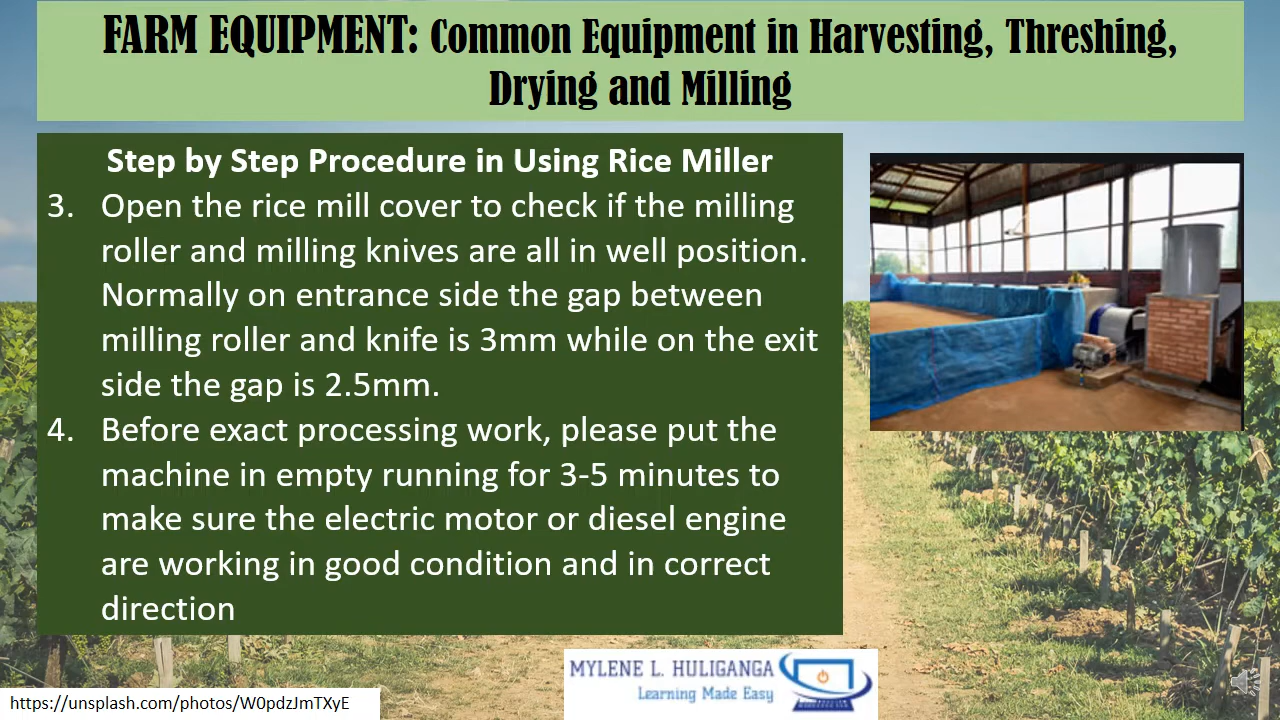 FARM EQUIPMENT: Common Equipment in Harvesting, Threshing,
Drying and Milling
Step by Step Procedure in Using Rice Miller
3. Open the rice mill cover to check if the milling
roller and milling knives are all in well position.
Normally on entrance side the gap between
milling roller and knife is 3mm while on the exit
side the gap is 2.5mm.
4. Before exact processing work, please put the
machine in empty running for 3-5 minutes to
make sure the electric motor or diesel engine
are working in good condition and in correct
direction
MYLENE L. HULIGANGA
Learning Made Easy
https://unsplash.com/photos/W0pdzJmTXyE